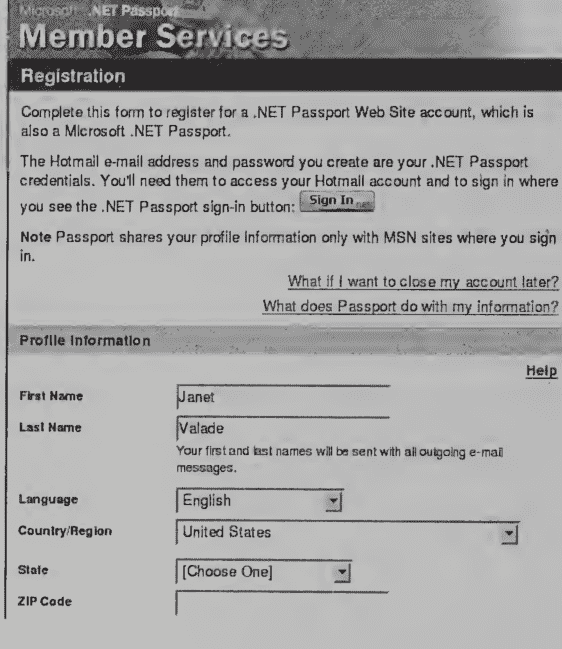 Microsoft .NET Passport
Member Services
Registration
Complete this form to register for a .NET Passport Web Site account, which is
also a Microsoft .NET Passport.
The Hotmail e-mail address and password you create are your .NET Passport
credentials. You'll need them to access your Hotmail account and to sign in where
you see the .NET Passport sign-in button: Sign In .net
Note Passport shares your profile Information only with MSN sites where you sign
in.
What if I want to close my account later?
What does Passport do with my information?
Profile Information
Help
First Name Janet
Last Name Valade
Your first and last names will be sent with all outgoing e-mail
messages.
Language English
Country/Region United States
State [Choose One]
ZIP Code